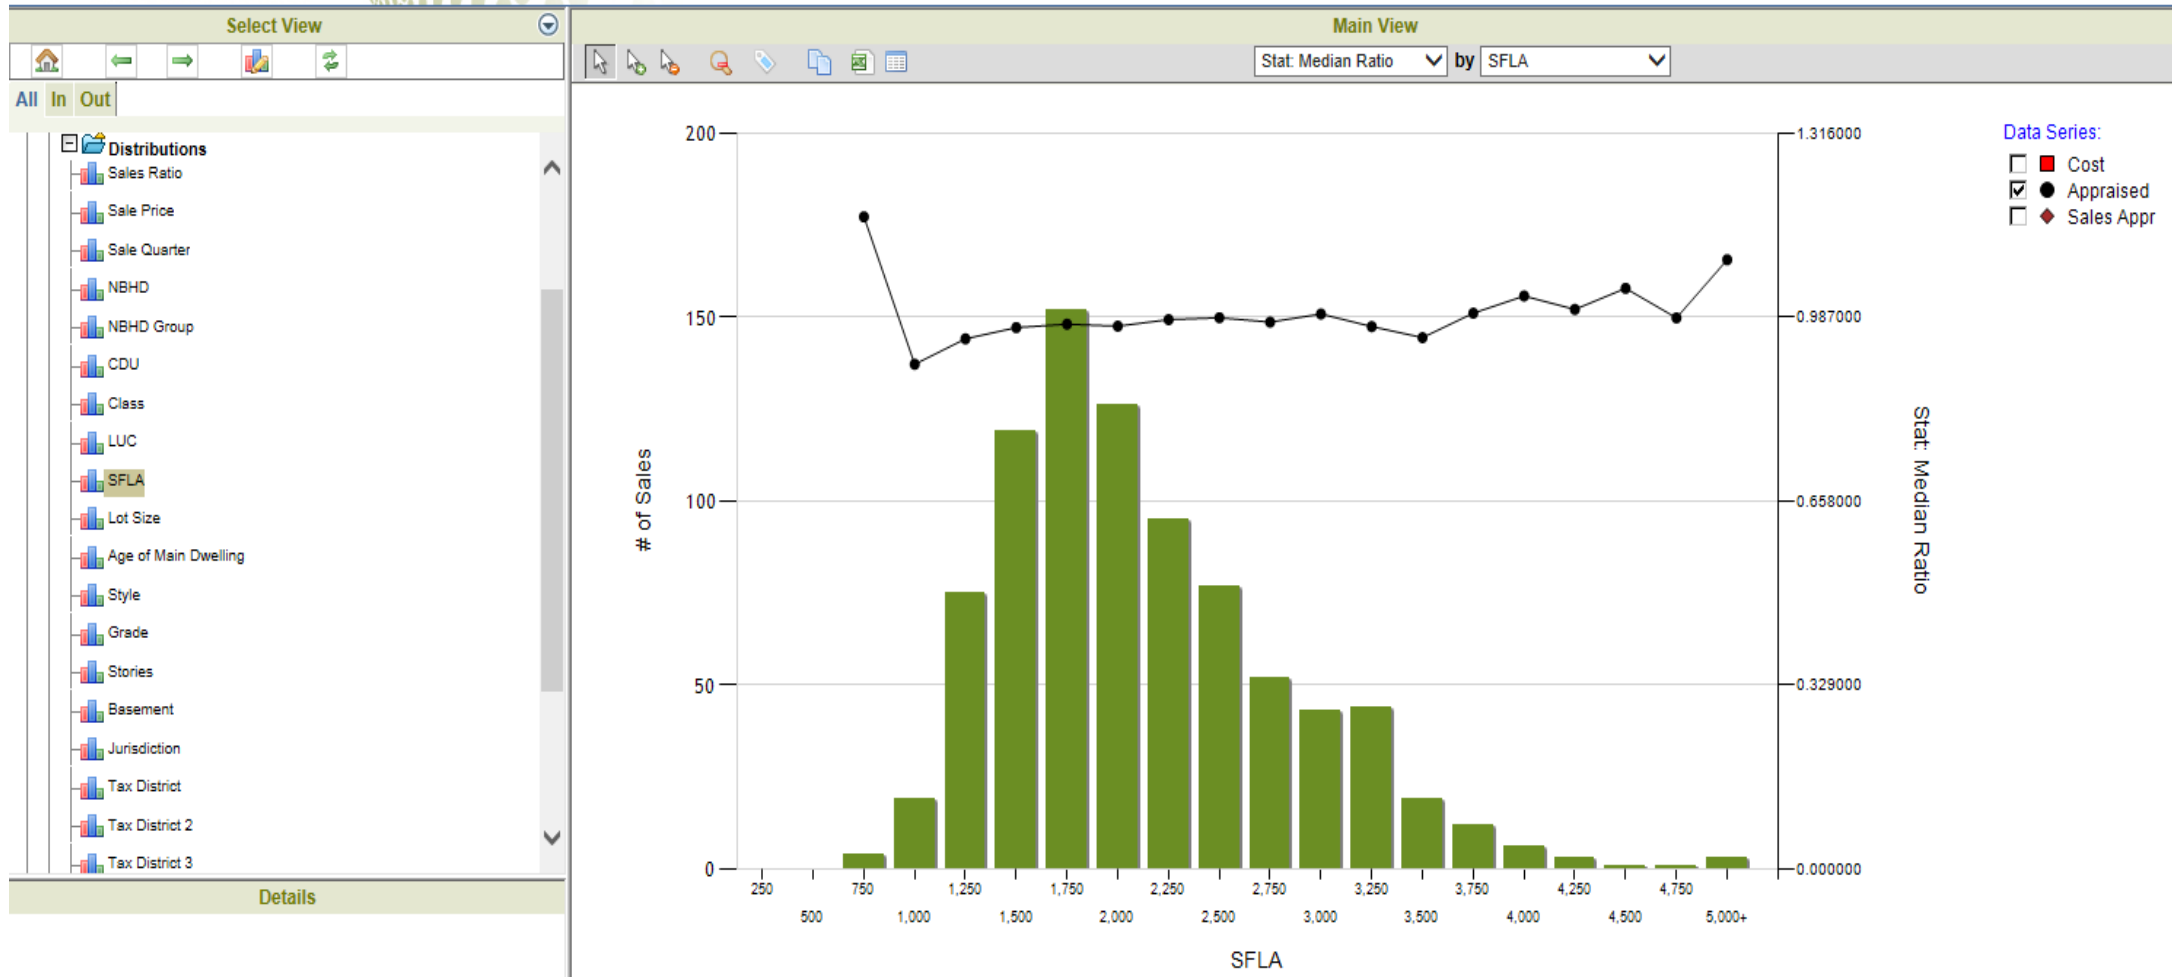 Select View
All In Out
Distributions
Sales Ratio
Sale Price
Sale Quarter
NBHD
NBHD Group
CDU
Class
LUC
SFLA
Lot Size
Age of Main Dwelling
Style
Grade
Stories
Basement
Jurisdiction
Tax District
Tax District 2
Tax District 3
Details
Main View
Stat: Median Ratio by SFLA
200
150
100
50
0
# of Sales
1.316000
0.987000
0.658000
0.329000
0.000000
Stat: Median Ratio
250 750 1,250 1,750 2,250 2,750 3,250 3,750 4,250 4,750
500 1,000 1,500 2,000 2,500 3,000 3,500 4,000 4,500 5,000+
SFLA
Data Series:
Cost
Appraised
Sales Appr